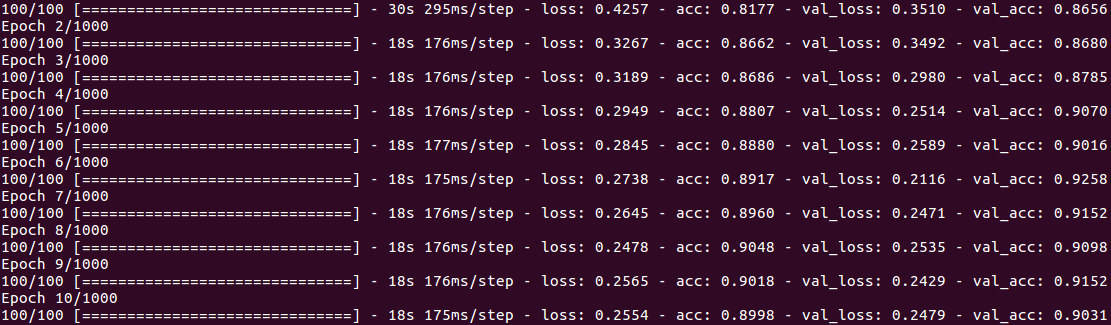 100/100 [==============================] - 30s 295ms/step - loss: 0.4257 - acc: 0.8177 - val_loss: 0.3510 - val_acc: 0.8656
Epoch 2/1000
100/100 [==============================] - 18s 176ms/step - loss: 0.3267 - acc: 0.8662 - val_loss: 0.3492 - val_acc: 0.8680
Epoch 3/1000
100/100 [==============================] - 18s 176ms/step - loss: 0.3189 - acc: 0.8686 - val_loss: 0.2980 - val_acc: 0.8785
Epoch 4/1000
100/100 [==============================] - 18s 176ms/step - loss: 0.2949 - acc: 0.8807 - val_loss: 0.2514 - val_acc: 0.9070
Epoch 5/1000
100/100 [==============================] - 18s 177ms/step - loss: 0.2845 - acc: 0.8880 - val_loss: 0.2589 - val_acc: 0.9016
Epoch 6/1000
100/100 [==============================] - 18s 175ms/step - loss: 0.2738 - acc: 0.8917 - val_loss: 0.2116 - val_acc: 0.9258
Epoch 7/1000
100/100 [==============================] - 18s 176ms/step - loss: 0.2645 - acc: 0.8960 - val_loss: 0.2471 - val_acc: 0.9152
Epoch 8/1000
100/100 [==============================] - 18s 176ms/step - loss: 0.2478 - acc: 0.9048 - val_loss: 0.2535 - val_acc: 0.9098
Epoch 9/1000
100/100 [==============================] - 18s 176ms/step - loss: 0.2565 - acc: 0.9018 - val_loss: 0.2429 - val_acc: 0.9152
Epoch 10/1000
100/100 [==============================] - 18s 175ms/step - loss: 0.2554 - acc: 0.8998 - val_loss: 0.2479 - val_acc: 0.9031